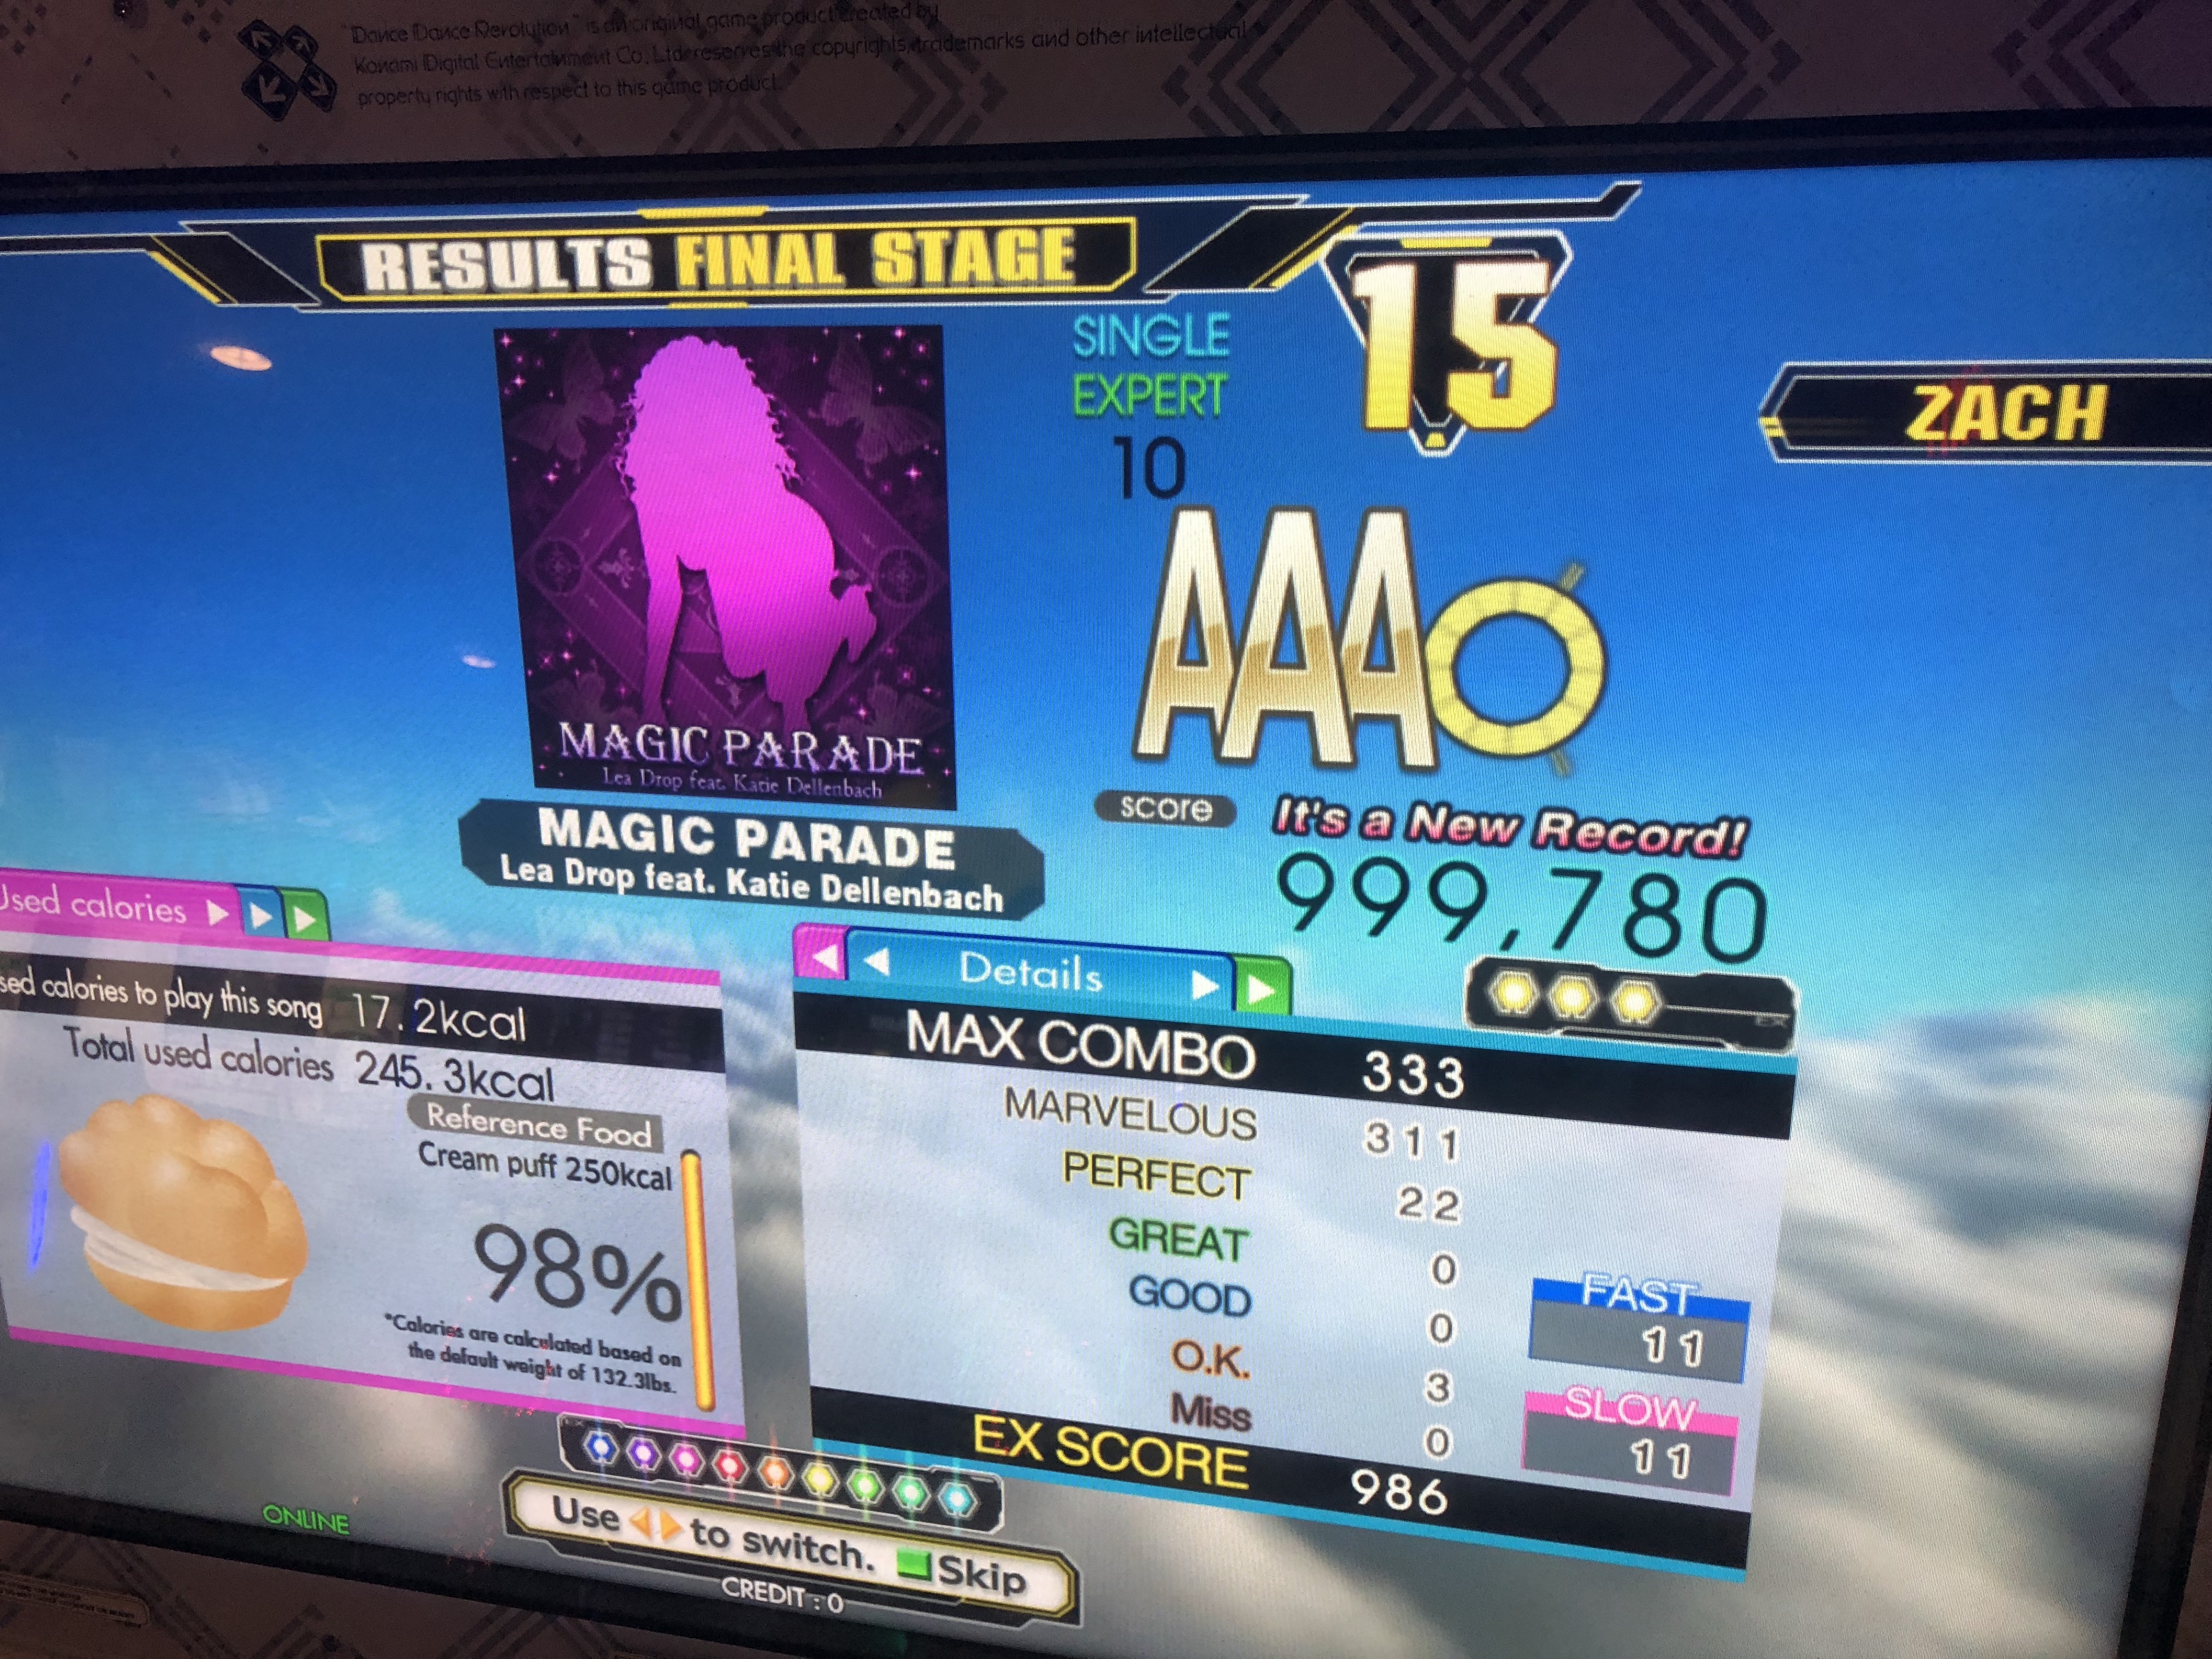 "Dance Dance Revolution" is an original game product created by
Konami Digital Entertainment Co., Ltd. reserves the copyrights, trademarks and other intellectual
property rights with respect to this game product.
RESULTS FINAL STAGE
15
SINGLE
EXPERT
10
ZACH
AAA
MAGIC PARADE
Lea Drop feat. Katie Dellenbach
MAGIC PARADE
Lea Drop feat. Katie Dellenbach
score
It's a New Record!
999,780
EX
Used calories
sed calories to play this song 17.2kcal
Total used calories 245.3kcal
Reference Food
Cream puff 250kcal
98%
*Calories are calculated based on
the default weight of 132.3lbs.
Details
MAX COMBO 333
MARVELOUS 311
PERFECT 22
GREAT 0
GOOD 0
O.K. 3
Miss 0
EX SCORE 986
FAST
11
SLOW
11
EX
Use to switch. Skip
ONLINE
CREDIT : 0